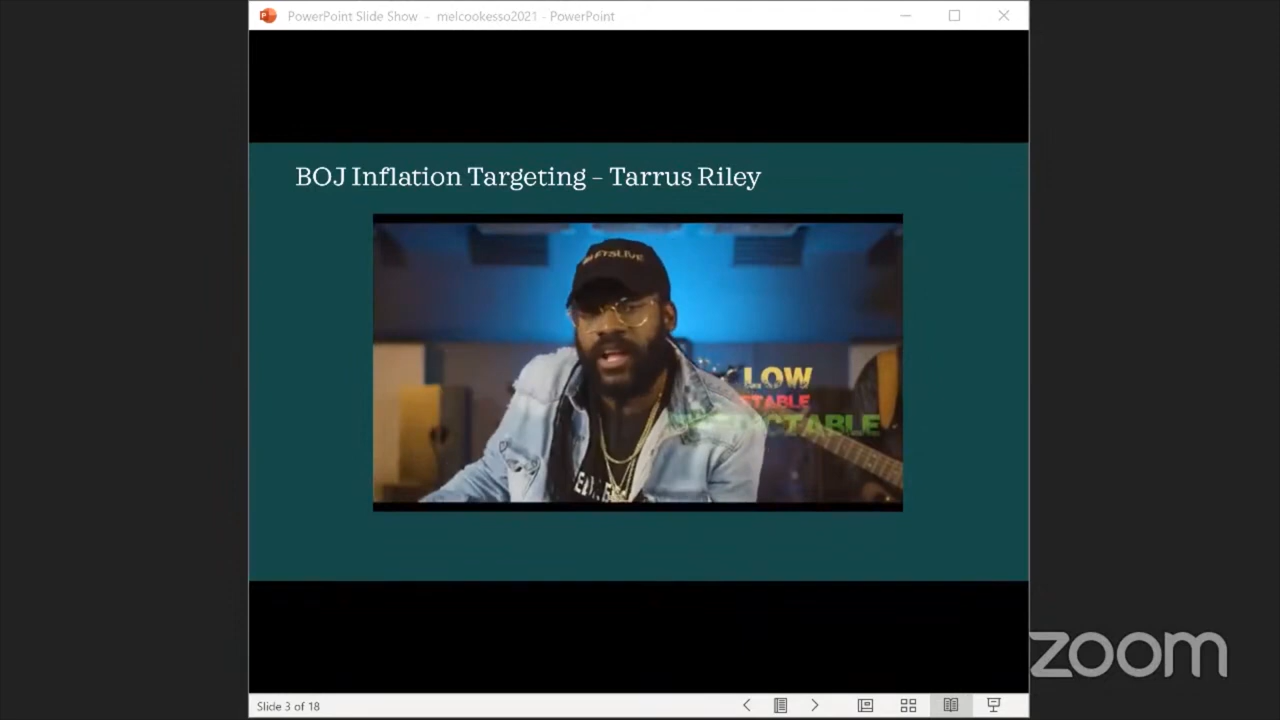 PowerPoint Slide Show - melcookesso2021 - PowerPoint
BOJ Inflation Targeting – Tarrus Riley
LOW
STABLE
zoom
Slide 3 of 18